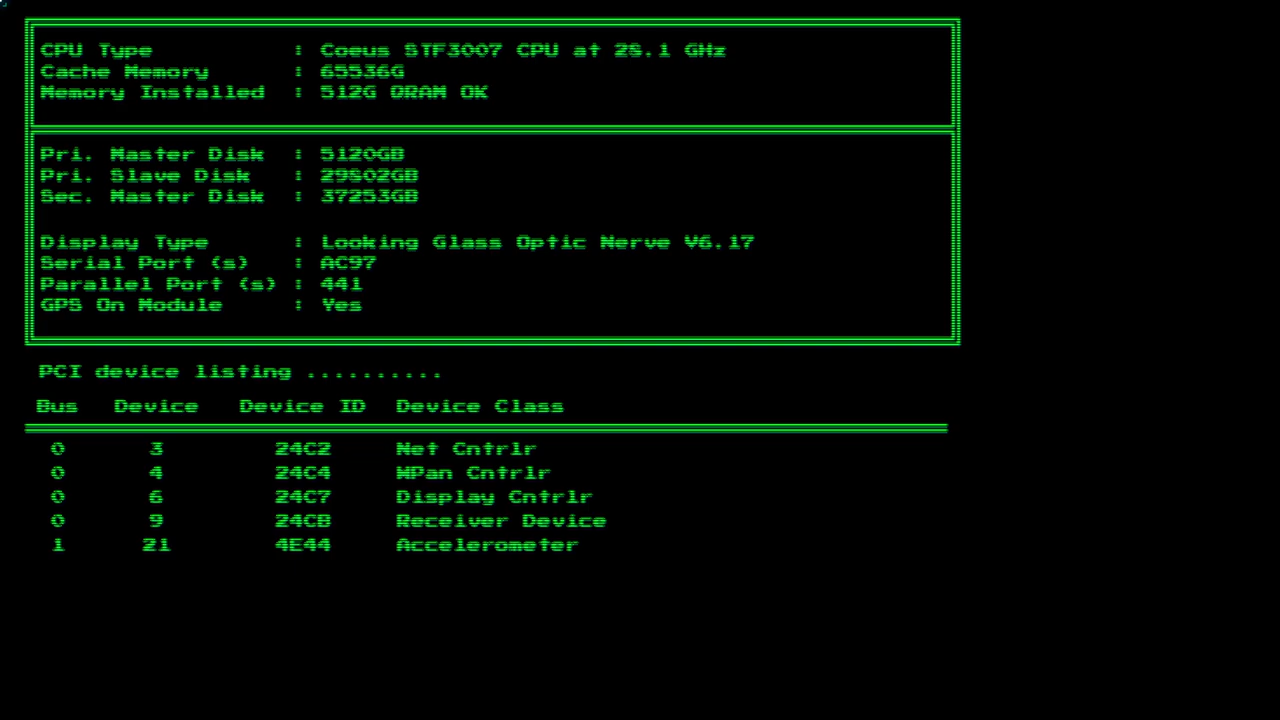 CPU Type : Coeus STF3007 CPU at 25.1 GHz
Cache Memory : 65536G
Memory Installed : 512G DRAM OK
Pri. Master Disk : 5120GB
Pri. Slave Disk : 29802GB
Sec. Master Disk : 37253GB
Display Type : Looking Glass Optic Nerve V6.17
Serial Port (s) : AC97
Parallel Port (s) : 441
GPS On Module : Yes
PCI device listing ..........
Bus Device Device ID Device Class
0 3 24C2 Net Cntrlr
0 4 24C4 WPan Cntrlr
0 6 24C7 Display Cntrlr
0 9 24CB Receiver Device
1 21 4E44 Accelerometer